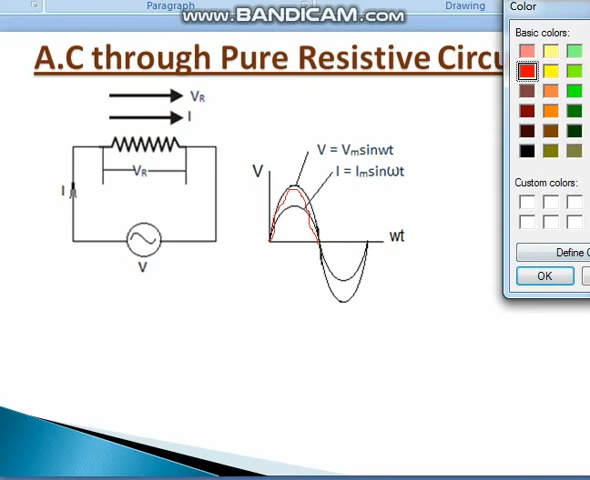 Paragraph
Drawing
www.BANDICAM.com
Color
A.C through Pure Resistive Circu
Basic colors:
VR
I
V = Vmsinwt
I = Imsinωt
V
VR
I
wt
V
Custom colors:
Define C
OK